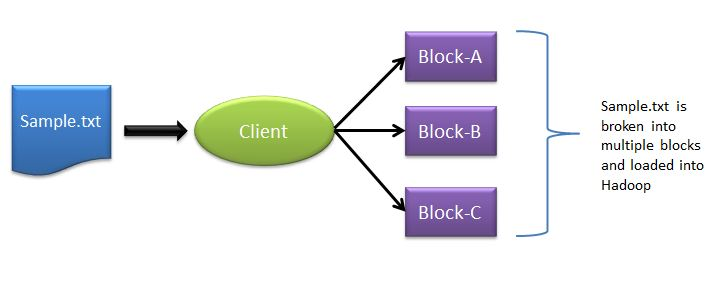 Sample.txt
Client
Block-A
Block-B
Block-C
Sample.txt is
broken into
multiple blocks
and loaded into
Hadoop